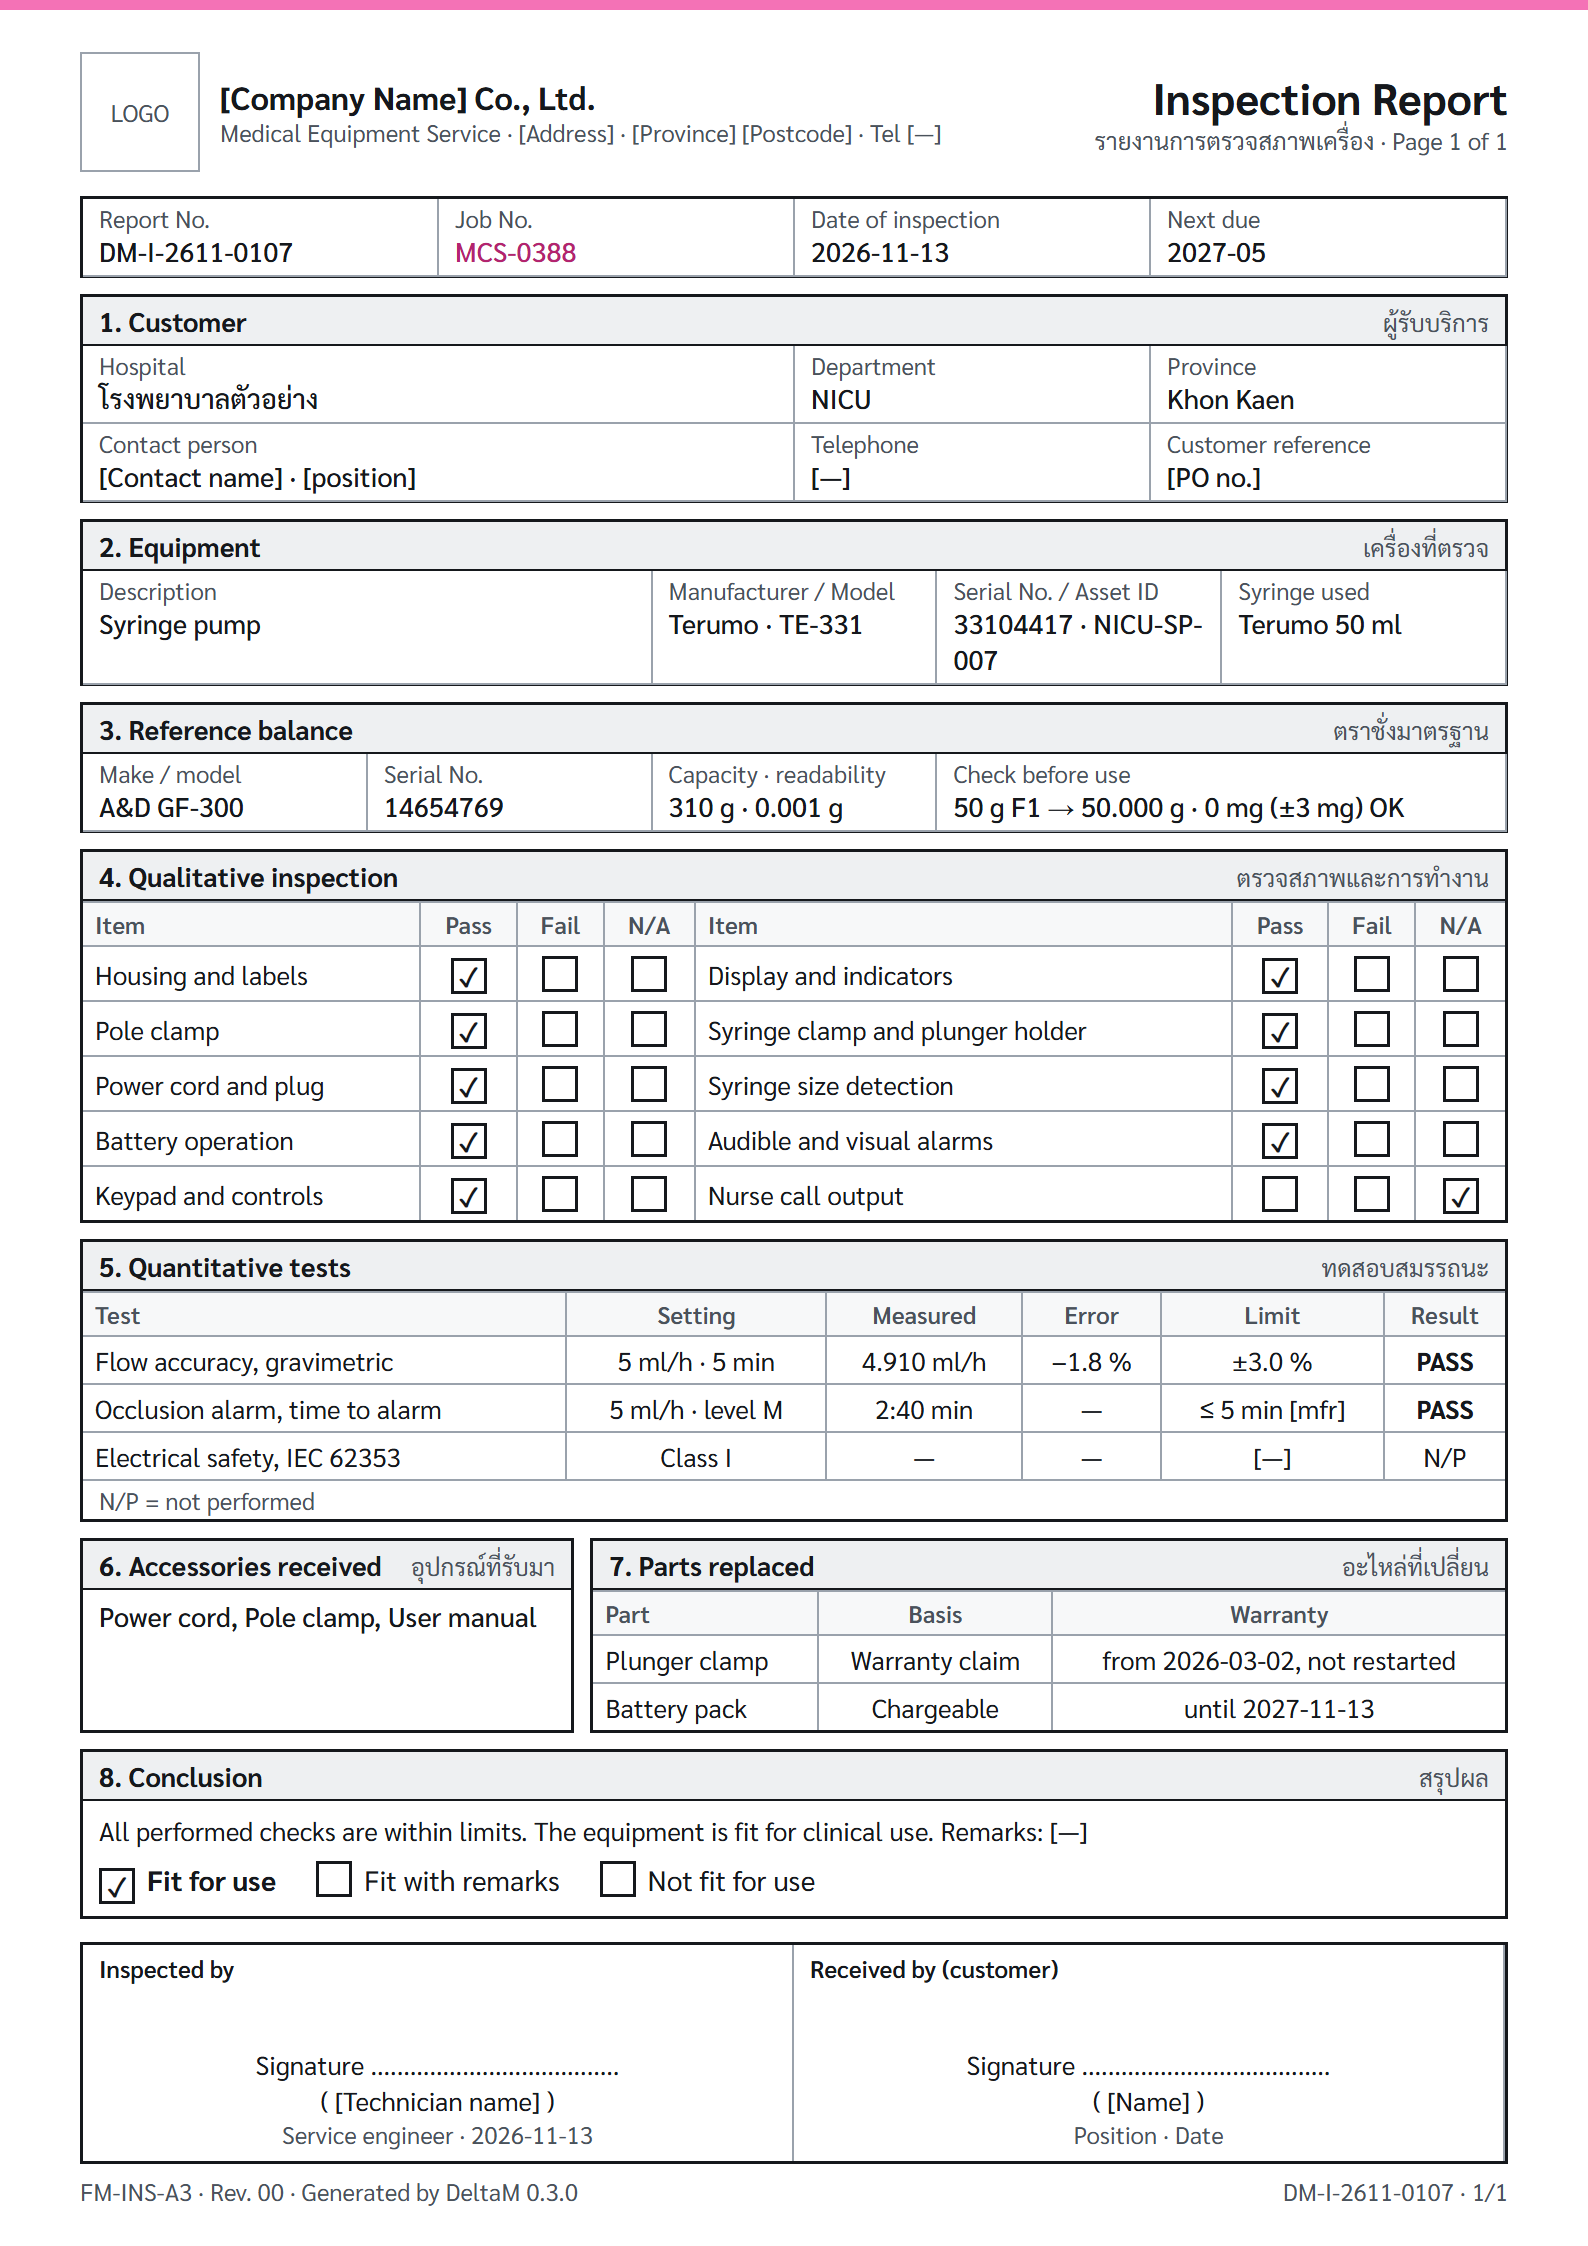 LOGO
[Company Name] Co., Ltd.
Medical Equipment Service · [Address] · [Province] [Postcode] · Tel [—]
Inspection Report
รายงานการตรวจสภาพเครื่อง · Page 1 of 1
Report No. Job No. Date of inspection Next due
DM-I-2611-0107 MCS-0388 2026-11-13 2027-05
1. Customer ผู้รับบริการ
Hospital Department Province
โรงพยาบาลตัวอย่าง NICU Khon Kaen
Contact person Telephone Customer reference
[Contact name] · [position] [—] [PO no.]
2. Equipment เครื่องที่ตรวจ
Description Manufacturer / Model Serial No. / Asset ID Syringe used
Syringe pump Terumo · TE-331 33104417 · NICU-SP- Terumo 50 ml
007
3. Reference balance ตราชั่งมาตรฐาน
Make / model Serial No. Capacity · readability Check before use
A&D GF-300 14654769 310 g · 0.001 g 50 g F1 → 50.000 g · 0 mg (±3 mg) OK
4. Qualitative inspection ตรวจสภาพและการทำงาน
Item Pass Fail N/A Item Pass Fail N/A
Housing and labels ✓ Display and indicators ✓
Pole clamp ✓ Syringe clamp and plunger holder ✓
Power cord and plug ✓ Syringe size detection ✓
Battery operation ✓ Audible and visual alarms ✓
Keypad and controls ✓ Nurse call output ✓
5. Quantitative tests ทดสอบสมรรถนะ
Test Setting Measured Error Limit Result
Flow accuracy, gravimetric 5 ml/h · 5 min 4.910 ml/h −1.8 % ±3.0 % PASS
Occlusion alarm, time to alarm 5 ml/h · level M 2:40 min — ≤ 5 min [mfr] PASS
Electrical safety, IEC 62353 Class I — — [—] N/P
N/P = not performed
6. Accessories received อุปกรณ์ที่รับมา
Power cord, Pole clamp, User manual
7. Parts replaced อะไหล่ที่เปลี่ยน
Part Basis Warranty
Plunger clamp Warranty claim from 2026-03-02, not restarted
Battery pack Chargeable until 2027-11-13
8. Conclusion สรุปผล
All performed checks are within limits. The equipment is fit for clinical use. Remarks: [—]
✓ Fit for use Fit with remarks Not fit for use
Inspected by Received by (customer)
Signature ...................................... Signature ......................................
( [Technician name] ) ( [Name] )
Service engineer · 2026-11-13 Position · Date
FM-INS-A3 · Rev. 00 · Generated by DeltaM 0.3.0 DM-I-2611-0107 · 1/1